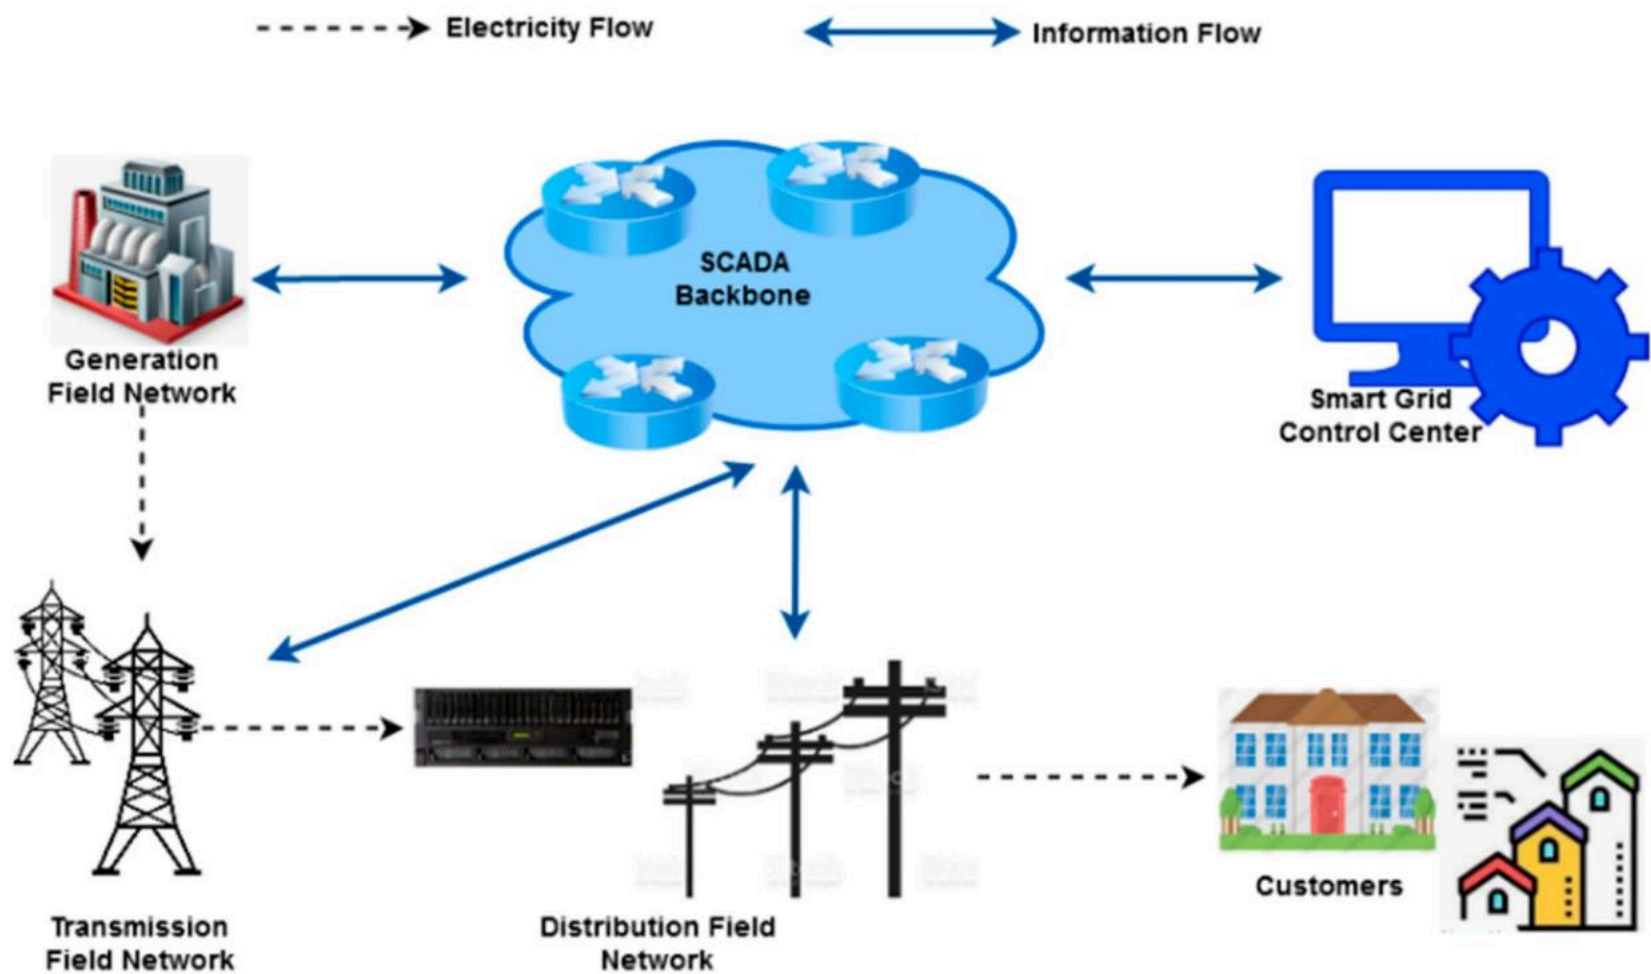 Electricity Flow
Information Flow
SCADA
Backbone
Generation
Field Network
Smart Grid
Control Center
Transmission
Field Network
Distribution Field
Network
Customers